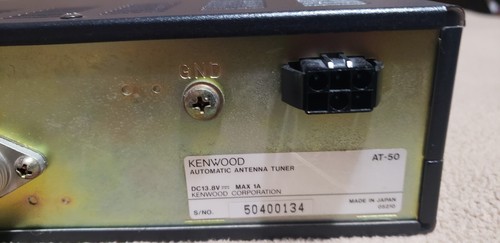 GND
KENWOOD AT-50
AUTOMATIC ANTENNA TUNER
DC13.8V⎓ MAX 1A
KENWOOD CORPORATION
MADE IN JAPAN
S/NO. 50400134